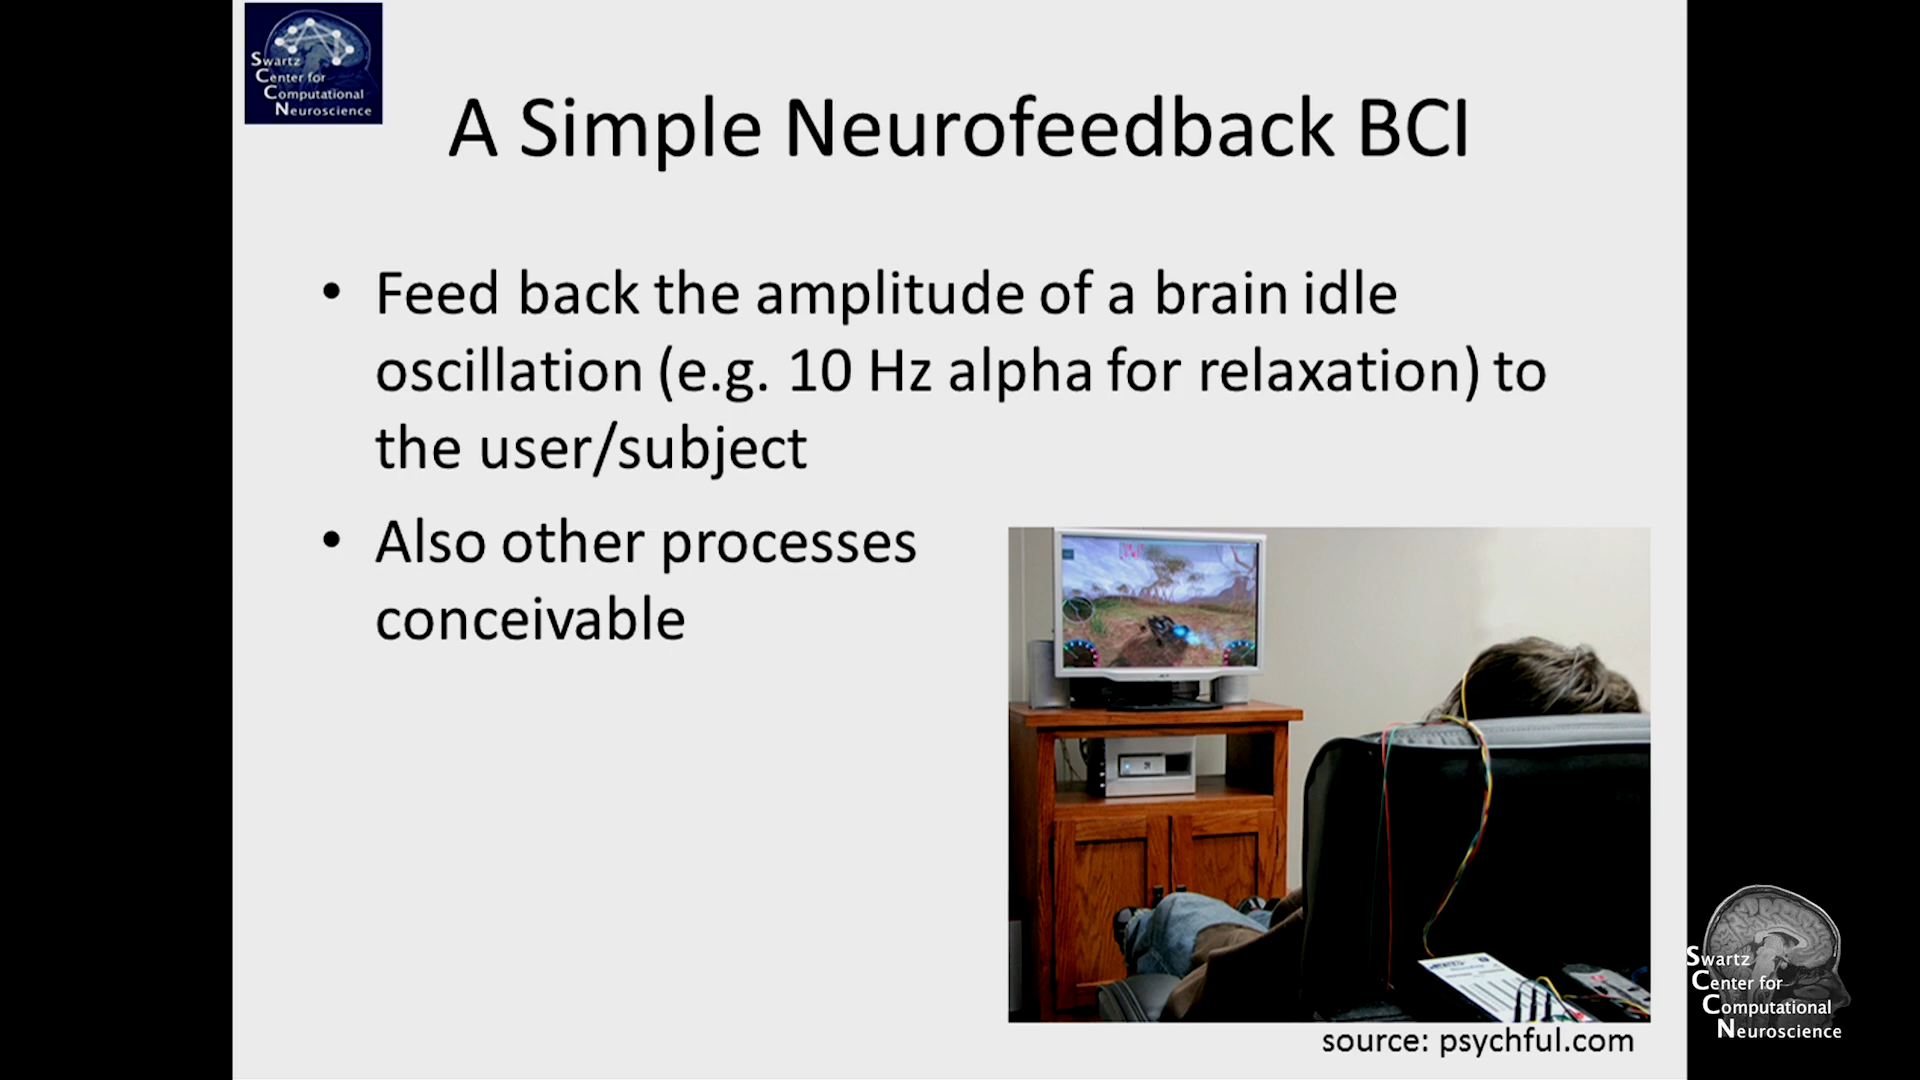 Swartz
Center for
Computational
Neuroscience
A Simple Neurofeedback BCI
• Feed back the amplitude of a brain idle
oscillation (e.g. 10 Hz alpha for relaxation) to
the user/subject
• Also other processes
conceivable
source: psychful.com
Swartz
Center for
Computational
Neuroscience